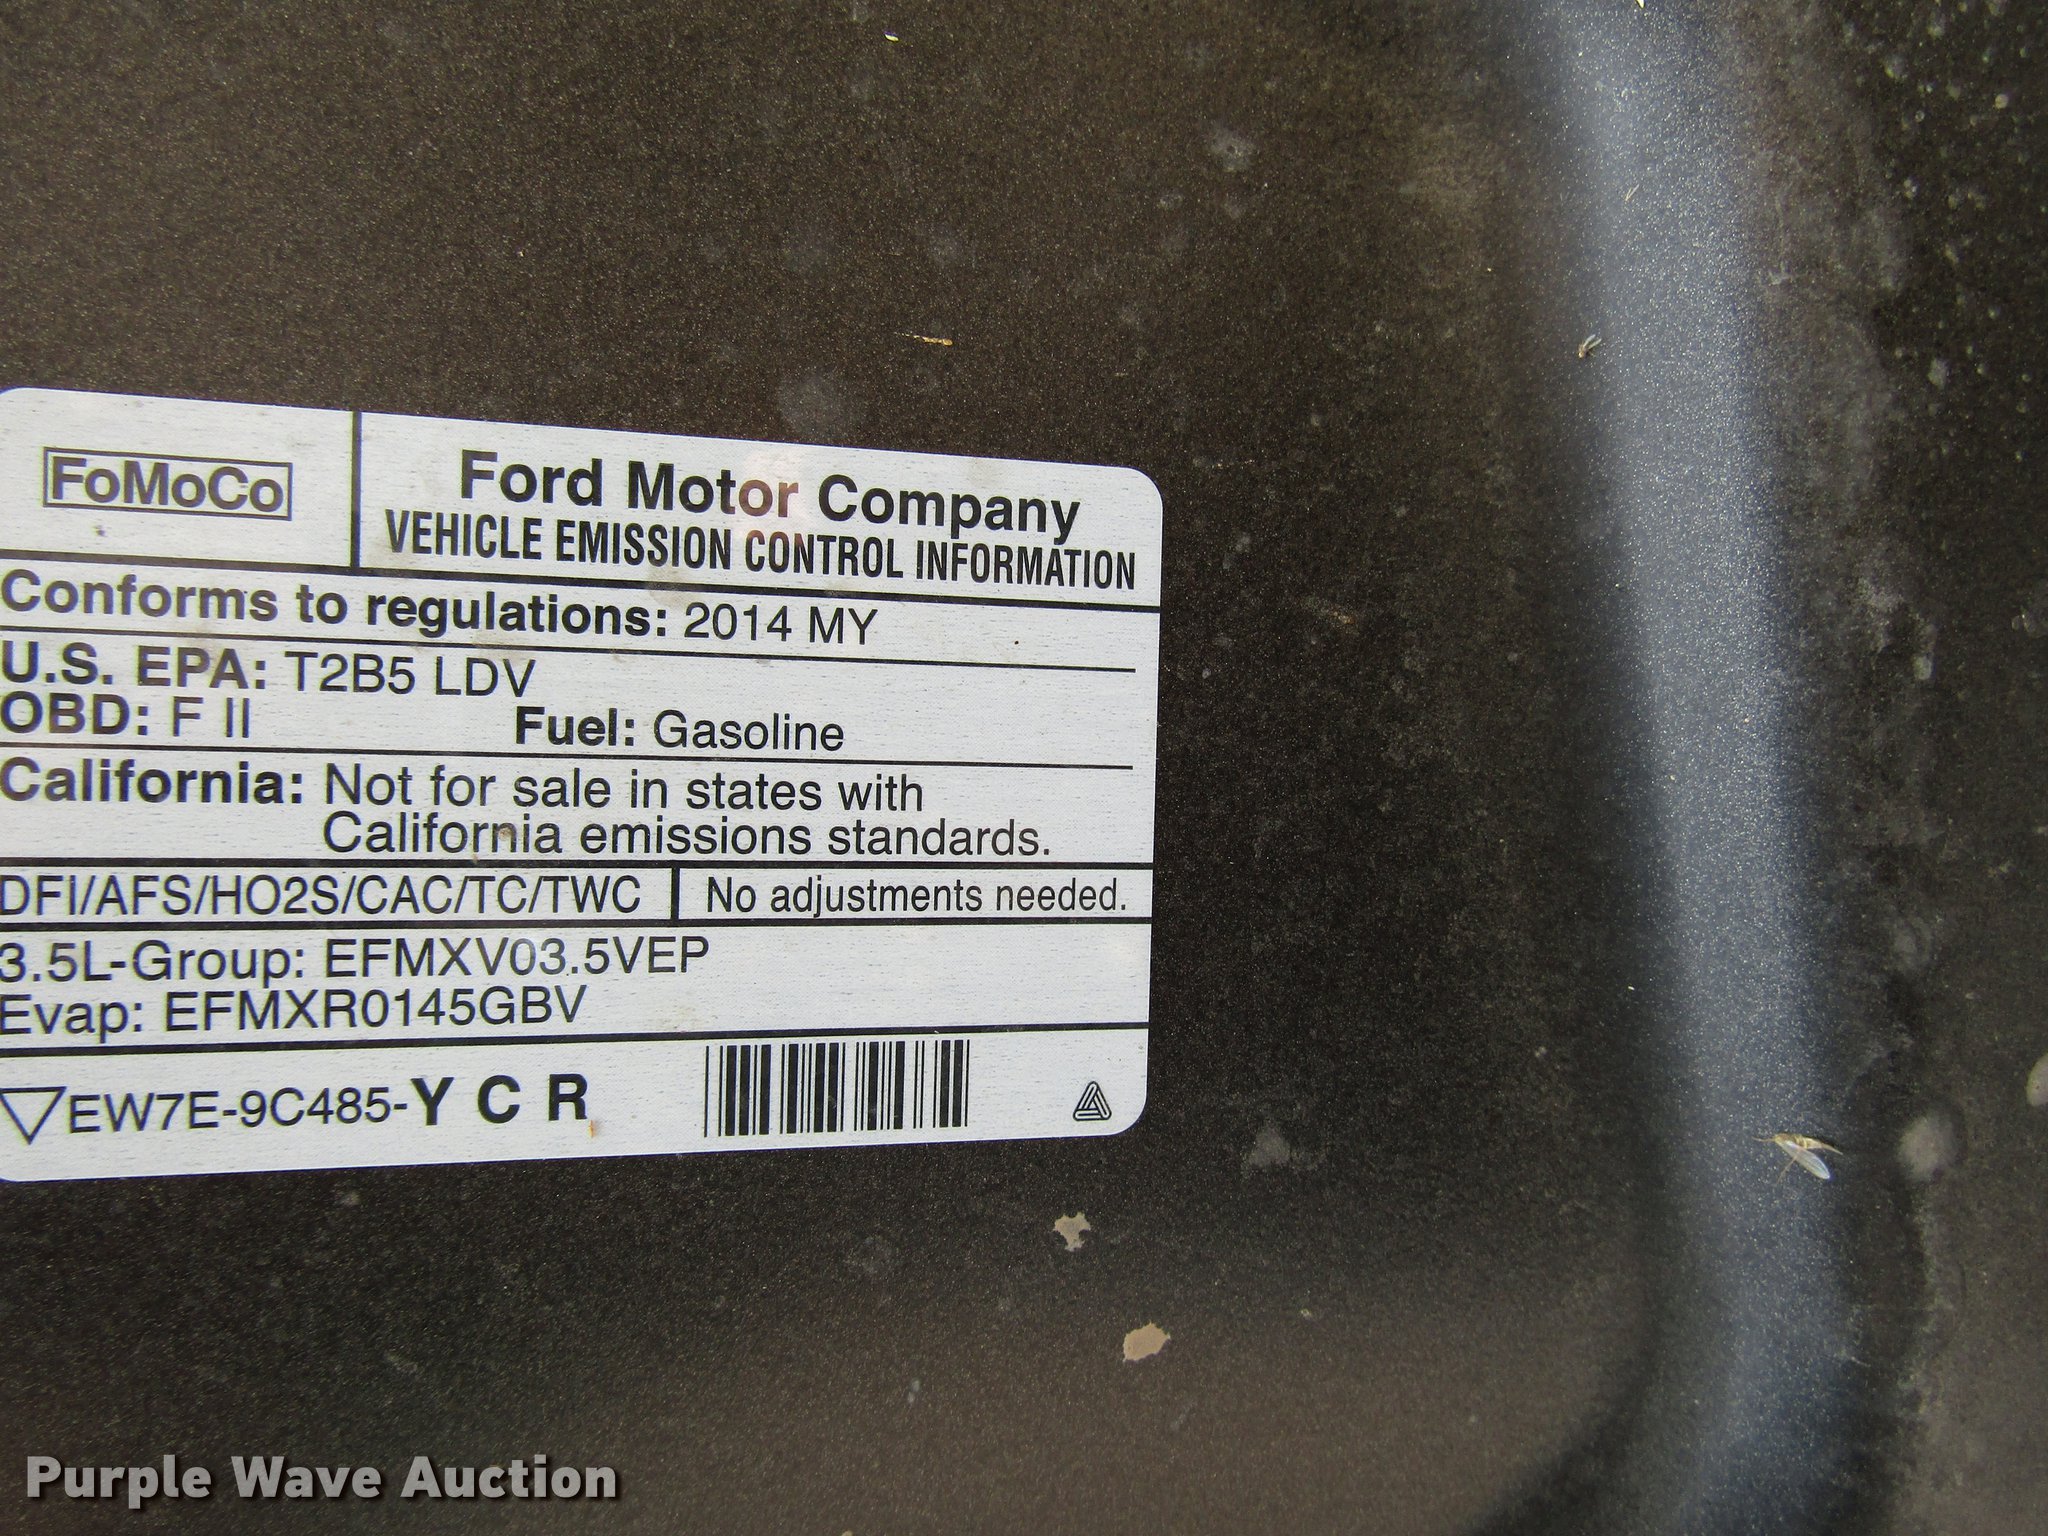 FoMoCo
Ford Motor Company
VEHICLE EMISSION CONTROL INFORMATION
Conforms to regulations: 2014 MY
U.S. EPA: T2B5 LDV
OBD: F II Fuel: Gasoline
California: Not for sale in states with
California emissions standards.
DFI/AFS/HO2S/CAC/TC/TWC No adjustments needed.
3.5L-Group: EFMXV03.5VEP
Evap: EFMXR0145GBV
EW7E-9C485-Y C R
Purple Wave Auction